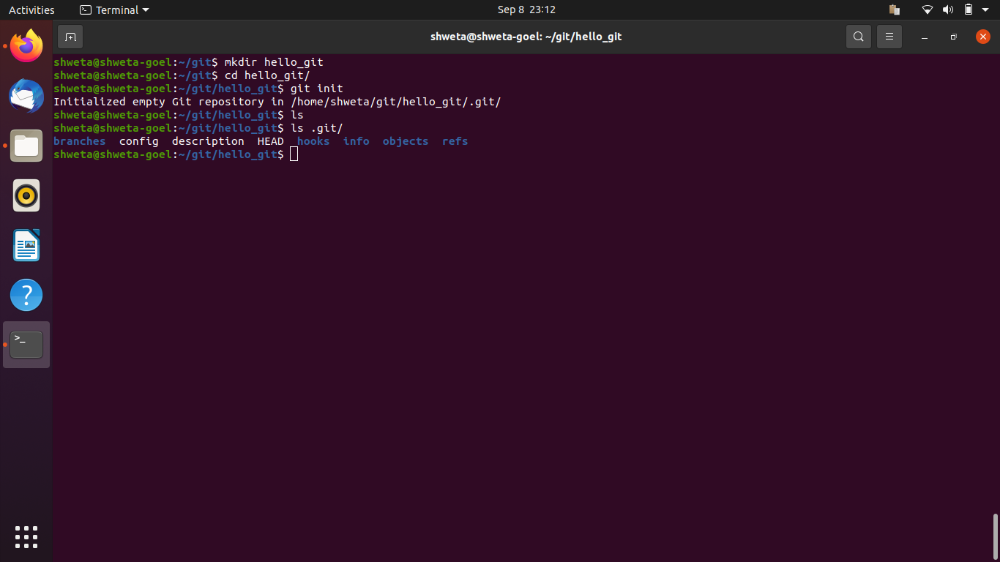 Activities Terminal Sep 8 23:12
shweta@shweta-goel: ~/git/hello_git
shweta@shweta-goel:~/git$ mkdir hello_git
shweta@shweta-goel:~/git$ cd hello_git/
shweta@shweta-goel:~/git/hello_git$ git init
Initialized empty Git repository in /home/shweta/git/hello_git/.git/
shweta@shweta-goel:~/git/hello_git$ ls
shweta@shweta-goel:~/git/hello_git$ ls .git/
branches  config  description  HEAD  hooks  info  objects  refs
shweta@shweta-goel:~/git/hello_git$